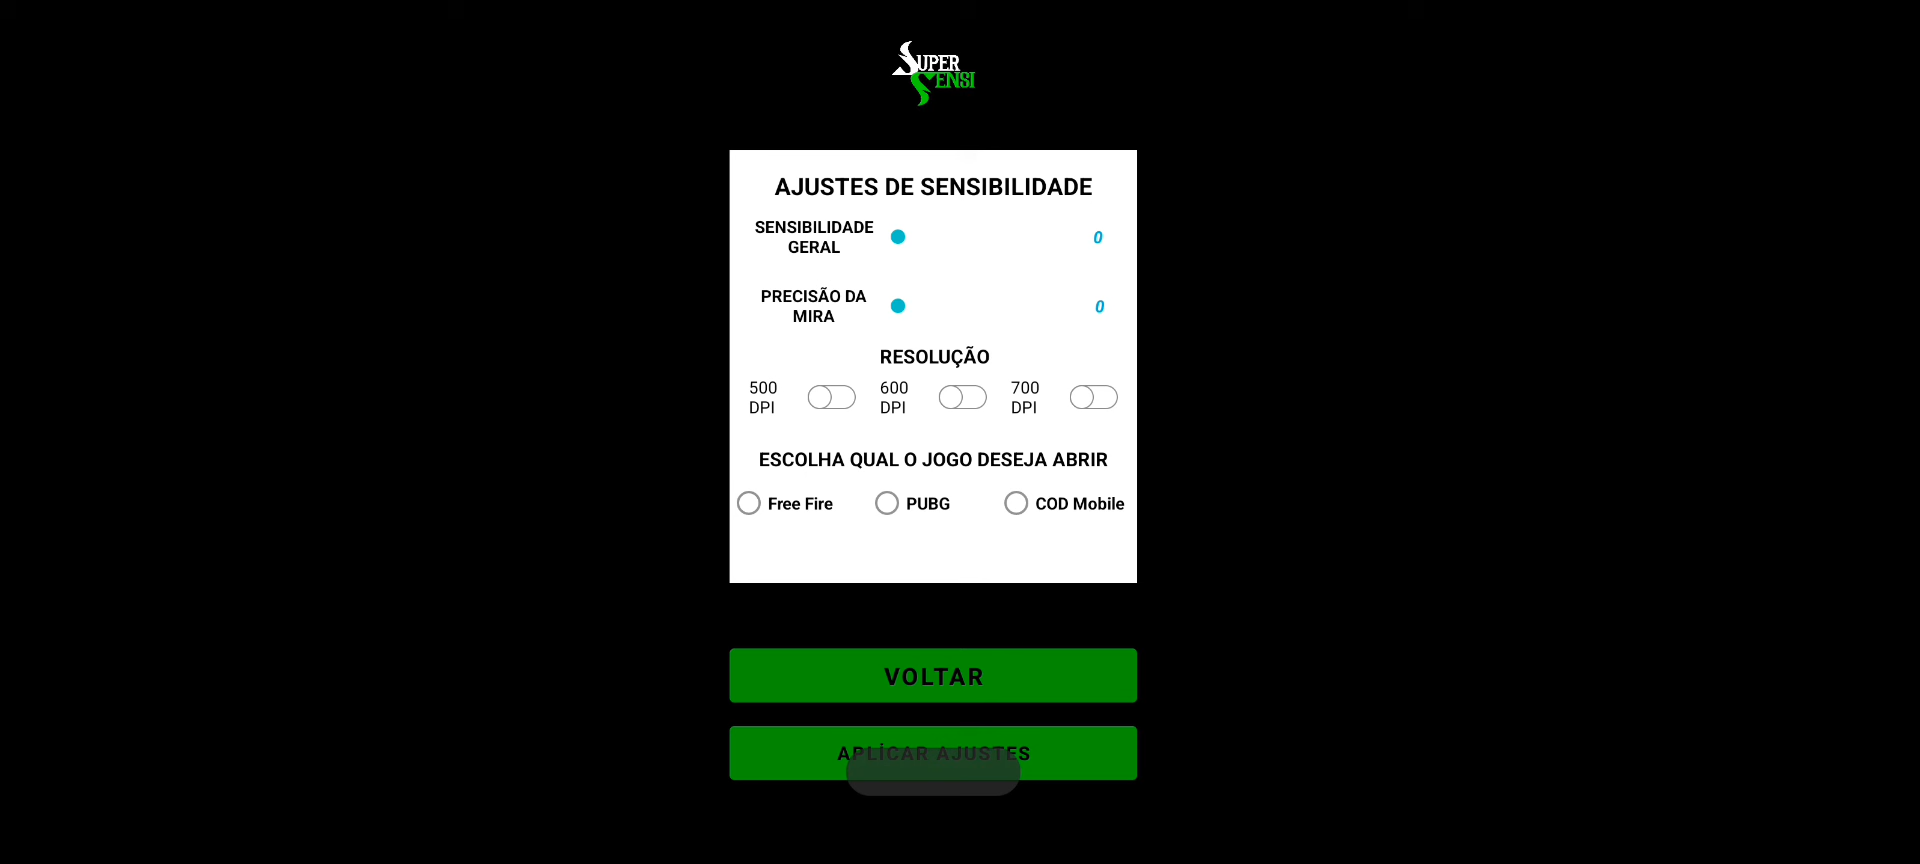 SUPER
SENSI
AJUSTES DE SENSIBILIDADE
SENSIBILIDADE
GERAL
0
PRECISÃO DA
MIRA
0
RESOLUÇÃO
500
DPI
600
DPI
700
DPI
ESCOLHA QUAL O JOGO DESEJA ABRIR
Free Fire
PUBG
COD Mobile
VOLTAR
APLÍCAR AJUSTES